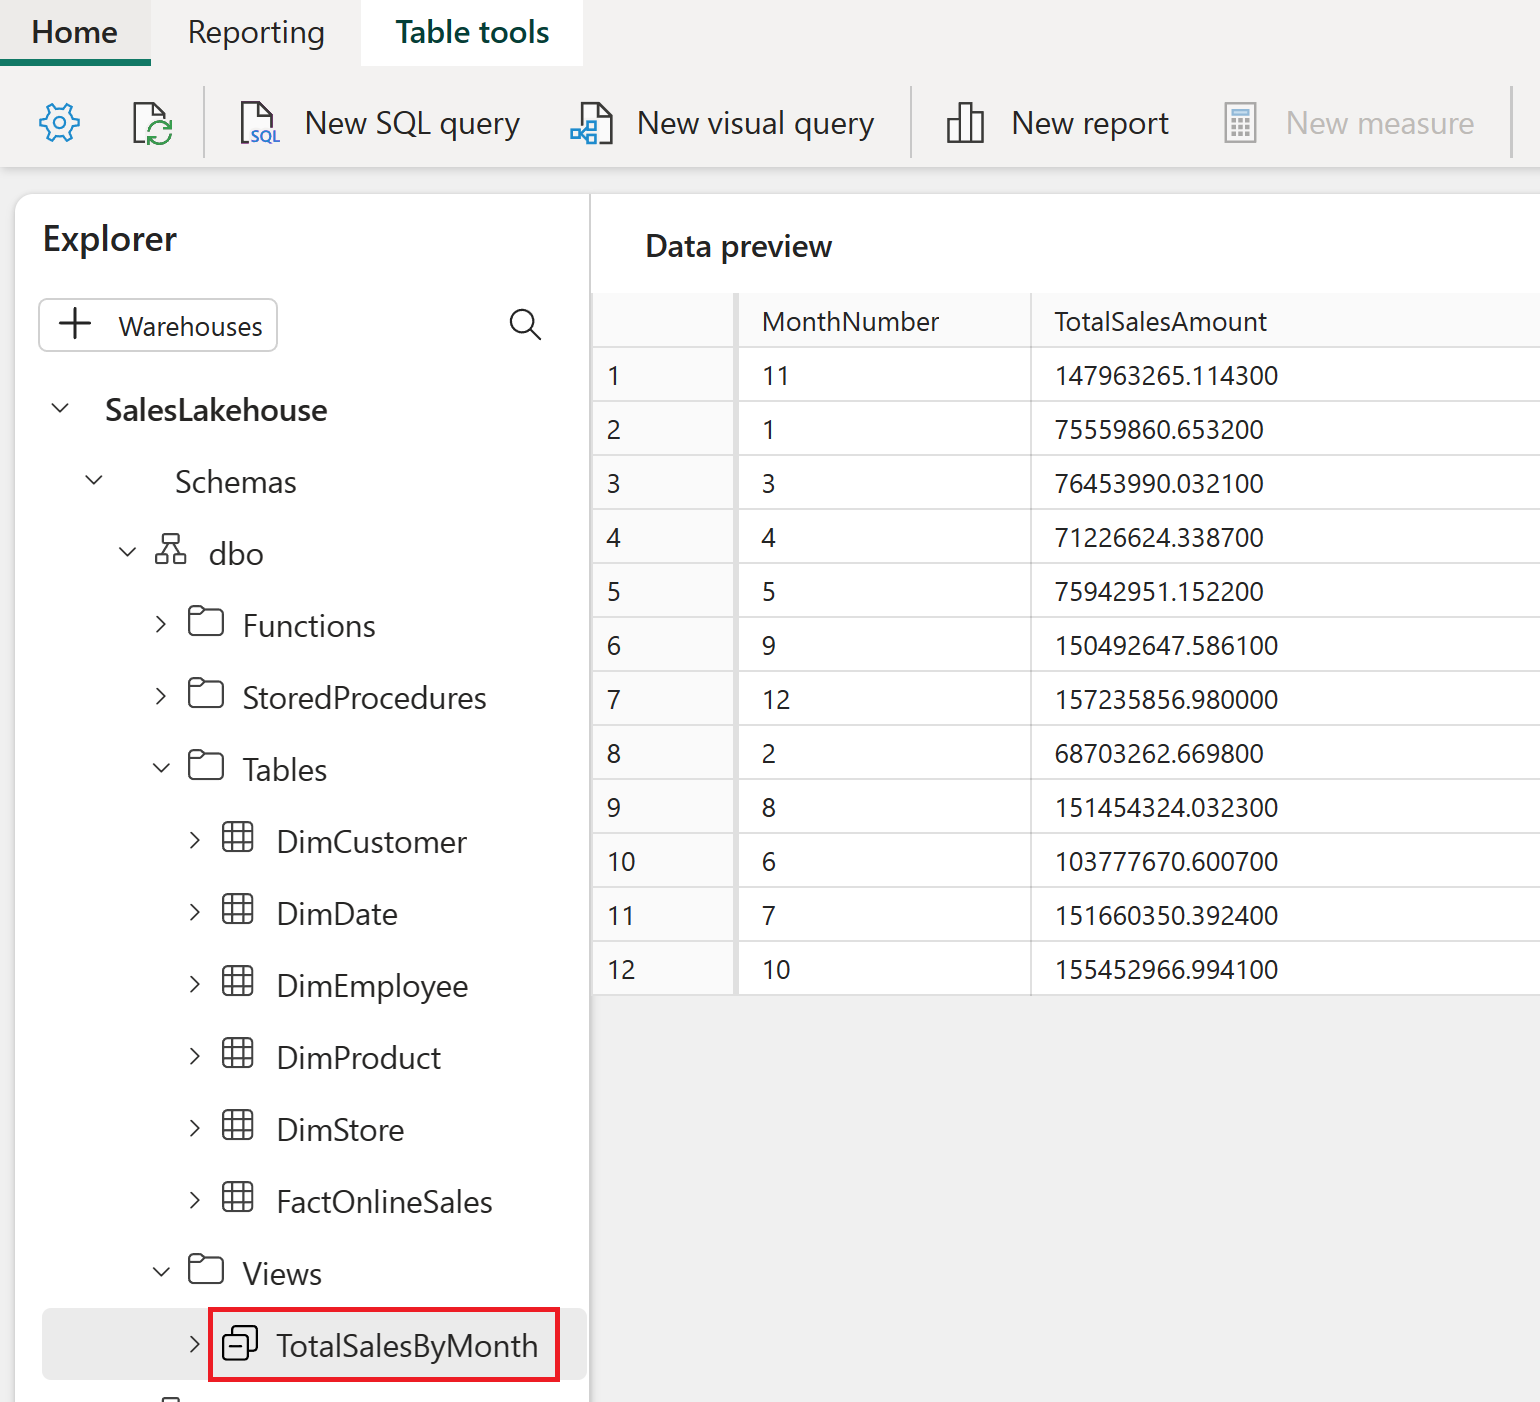 Home Reporting Table tools
SQL New SQL query New visual query New report New measure
Explorer
Warehouses
SalesLakehouse
Schemas
dbo
Functions
StoredProcedures
Tables
DimCustomer
DimDate
DimEmployee
DimProduct
DimStore
FactOnlineSales
Views
TotalSalesByMonth
Data preview
MonthNumber TotalSalesAmount
1 11 147963265.114300
2 1 75559860.653200
3 3 76453990.032100
4 4 71226624.338700
5 5 75942951.152200
6 9 150492647.586100
7 12 157235856.980000
8 2 68703262.669800
9 8 151454324.032300
10 6 103777670.600700
11 7 151660350.392400
12 10 155452966.994100